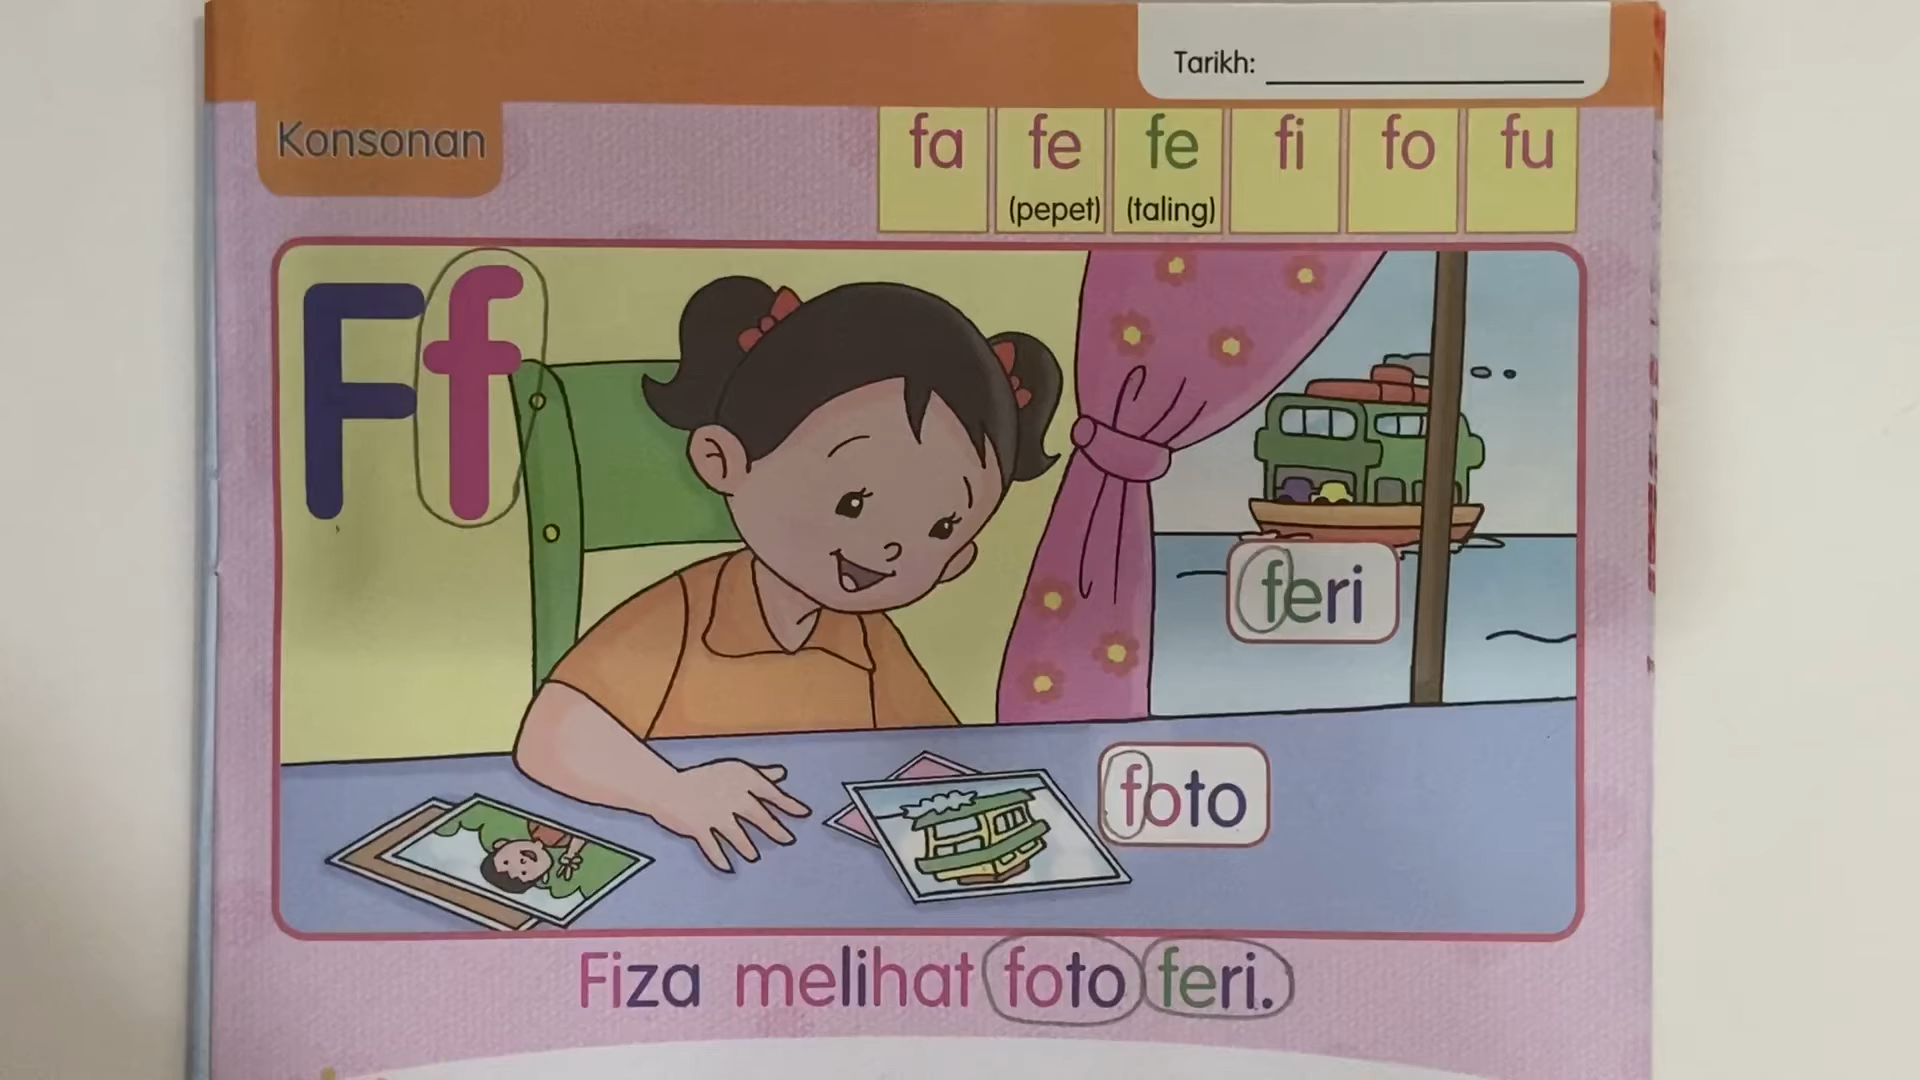 Tarikh:
Konsonan
fa fe fe fi fo fu
(pepet) (taling)
Ff
feri
foto
Fiza melihat foto feri.